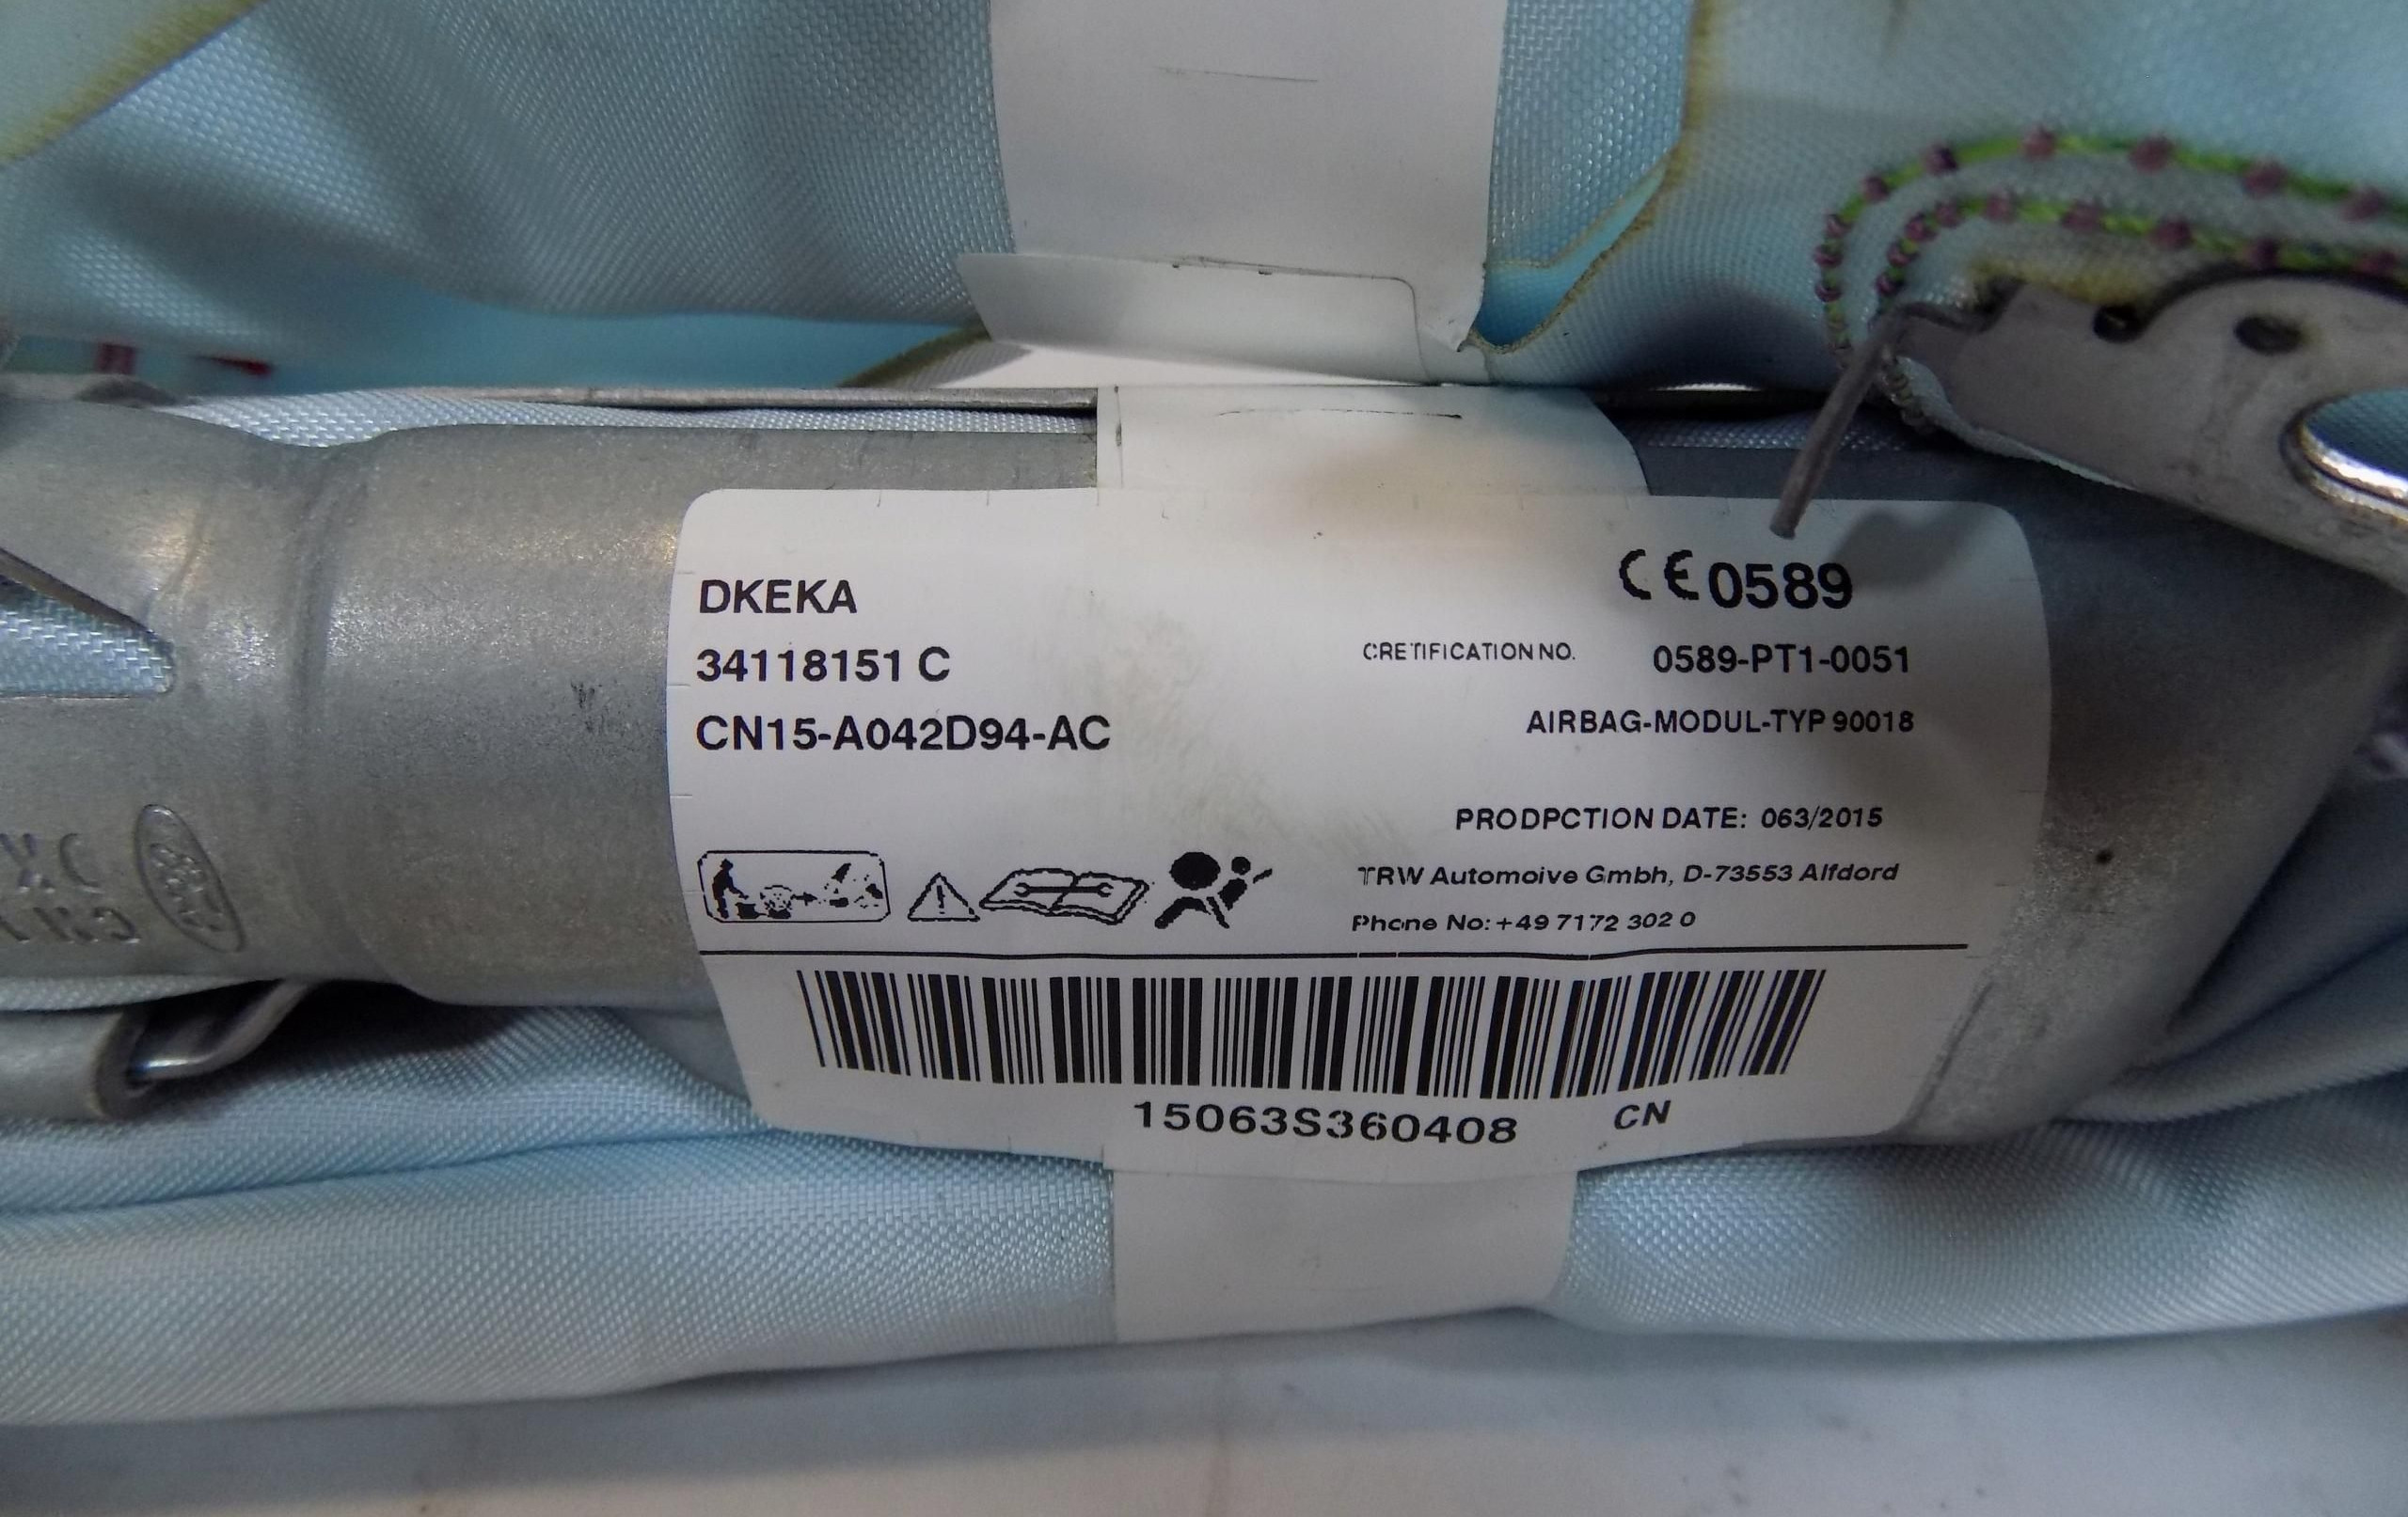 DKEKA
34118151 C
CN15-A042D94-AC
CE 0589
CRETIFICATION NO. 0589-PT1-0051
AIRBAG-MODUL-TYP 90018
PRODPCTION DATE: 063/2015
TRW Automoive Gmbh, D-73553 Alfdord
Phone No: +49 7172 302 0
15063S360408 CN